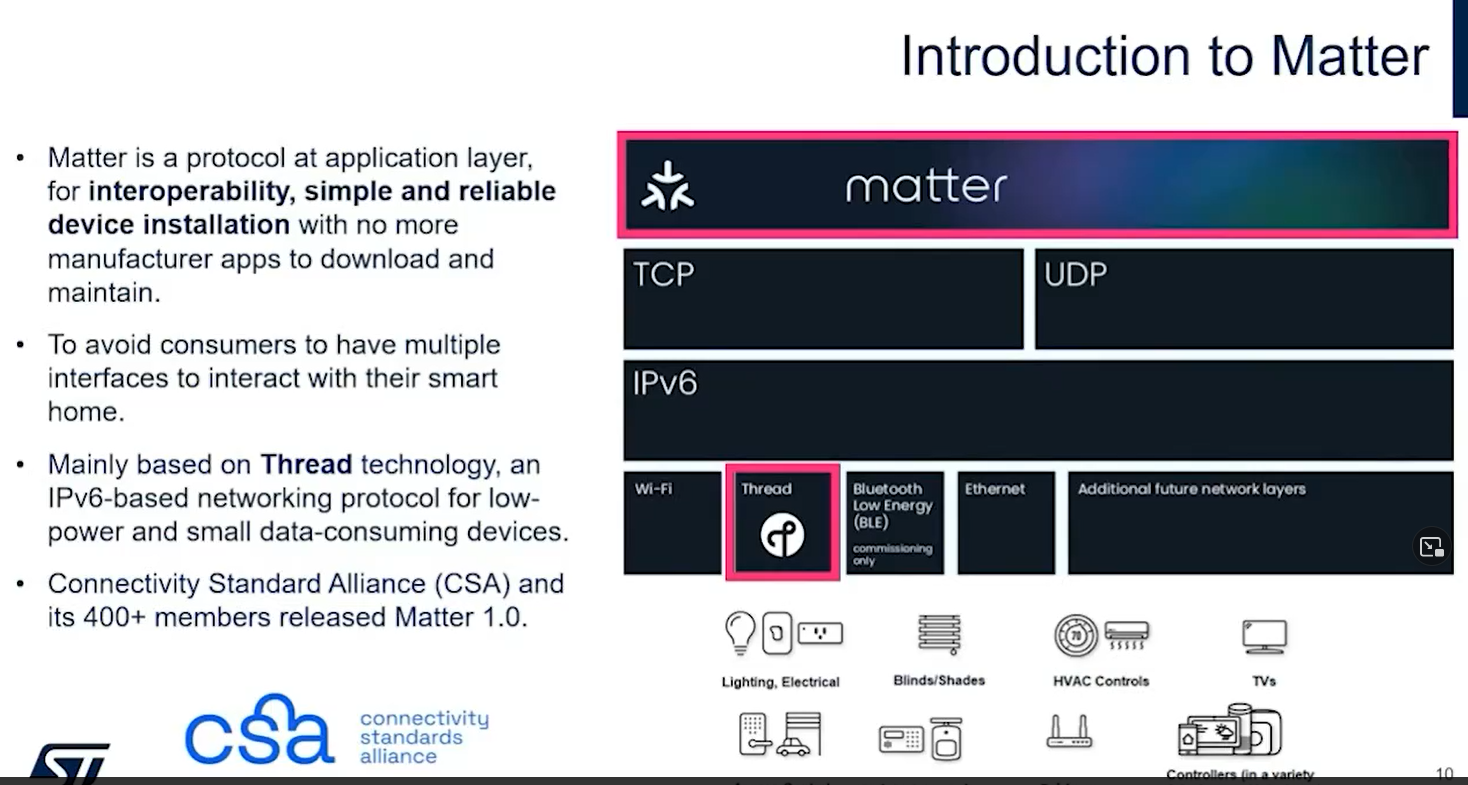 Introduction to Matter
• Matter is a protocol at application layer,
for interoperability, simple and reliable
device installation with no more
manufacturer apps to download and
maintain.
• To avoid consumers to have multiple
interfaces to interact with their smart
home.
• Mainly based on Thread technology, an
IPv6-based networking protocol for low-
power and small data-consuming devices.
• Connectivity Standard Alliance (CSA) and
its 400+ members released Matter 1.0.
csa
connectivity
standards
alliance
ST
matter
TCP
UDP
IPv6
Wi-Fi
Thread
Bluetooth
Low Energy
(BLE)
commissioning
only
Ethernet
Additional future network layers
70
Lighting, Electrical
Blinds/Shades
HVAC Controls
TVs
Controllers (in a variety
10